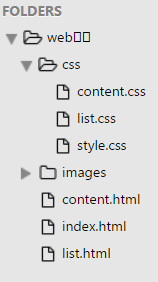 FOLDERS
web
css
content.css
list.css
style.css
images
content.html
index.html
list.html